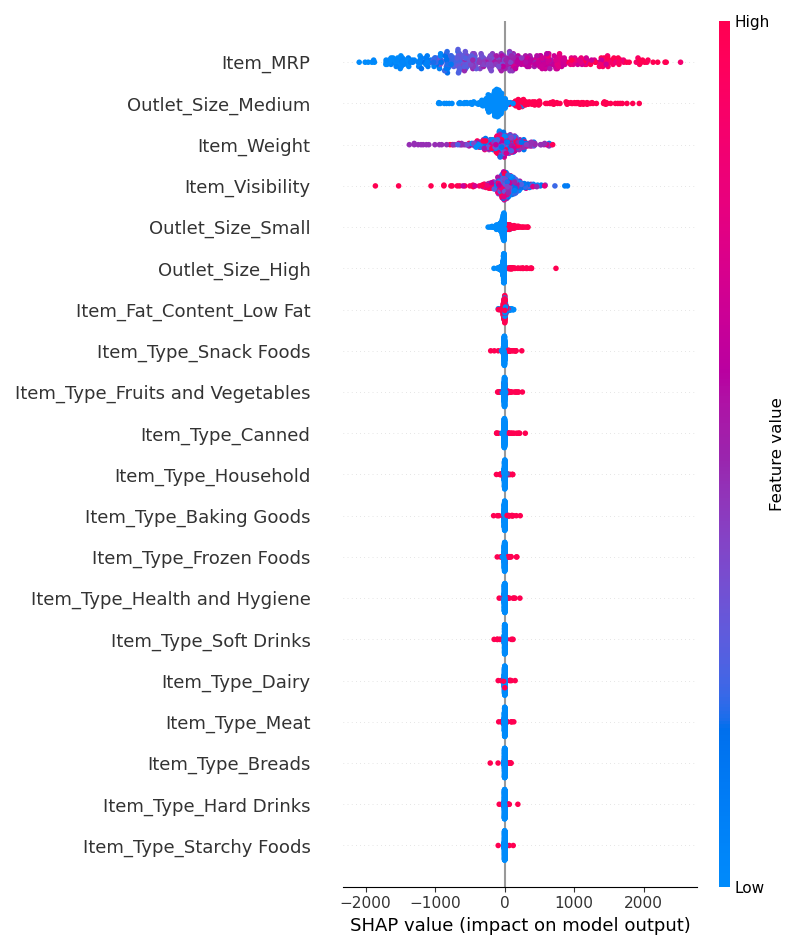 High
Item_MRP
Outlet_Size_Medium
Item_Weight
Item_Visibility
Outlet_Size_Small
Outlet_Size_High
Item_Fat_Content_Low Fat
Item_Type_Snack Foods
Item_Type_Fruits and Vegetables
Item_Type_Canned
Item_Type_Household
Item_Type_Baking Goods
Item_Type_Frozen Foods
Item_Type_Health and Hygiene
Item_Type_Soft Drinks
Item_Type_Dairy
Item_Type_Meat
Item_Type_Breads
Item_Type_Hard Drinks
Item_Type_Starchy Foods
Feature value
Low
−2000 −1000 0 1000 2000
SHAP value (impact on model output)